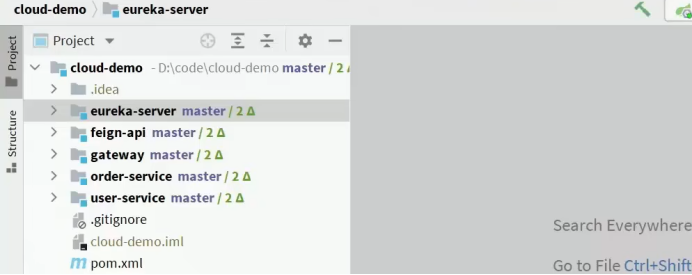 cloud-demo eureka-server
Project
Project
Structure
cloud-demo - D:\code\cloud-demo master / 2
.idea
eureka-server master / 2 Δ
feign-api master / 2 Δ
gateway master / 2 Δ
order-service master / 2 Δ
user-service master / 2 Δ
.gitignore
cloud-demo.iml
pom.xml
Search Everywhere
Go to File Ctrl+Shift